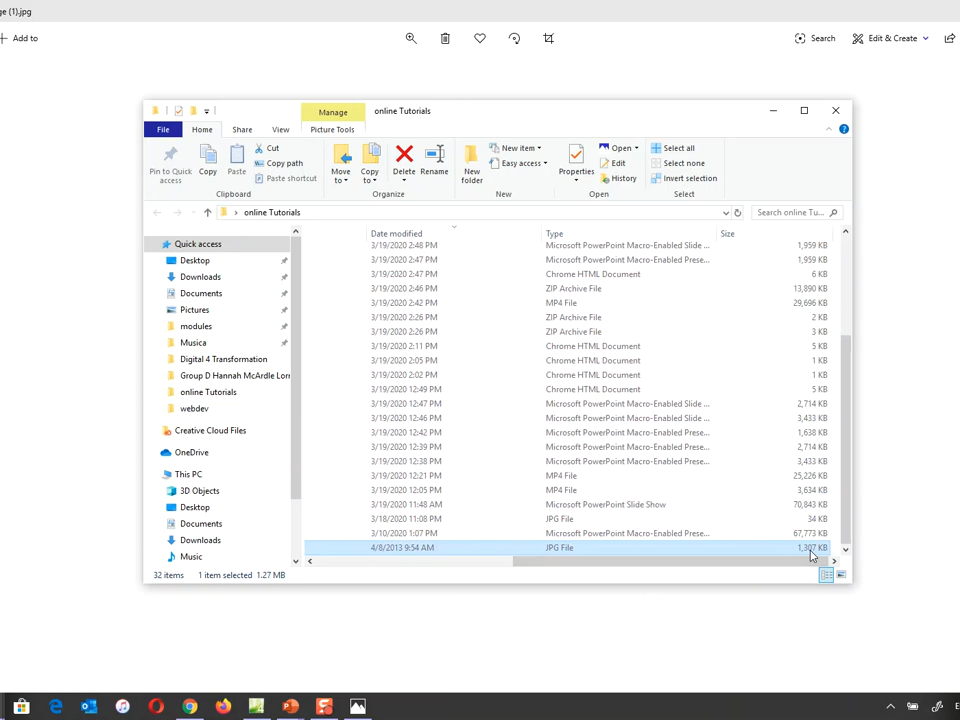 ge (1).jpg
Add to
Search
Edit & Create
Manage
online Tutorials
File
Home
Share
View
Picture Tools
Pin to Quick access
Copy
Paste
Cut
Copy path
Paste shortcut
Clipboard
Move to
Copy to
Delete
Rename
Organize
New folder
New item
Easy access
New
Properties
Open
Edit
History
Open
Select all
Select none
Invert selection
Select
online Tutorials
Search online Tu...
Date modified Type Size
3/19/2020 2:48 PM Microsoft PowerPoint Macro-Enabled Slide ... 1,959 KB
3/19/2020 2:47 PM Microsoft PowerPoint Macro-Enabled Prese... 1,959 KB
3/19/2020 2:47 PM Chrome HTML Document 6 KB
3/19/2020 2:46 PM ZIP Archive File 13,890 KB
3/19/2020 2:42 PM MP4 File 29,696 KB
3/19/2020 2:26 PM ZIP Archive File 2 KB
3/19/2020 2:26 PM ZIP Archive File 3 KB
3/19/2020 2:11 PM Chrome HTML Document 5 KB
3/19/2020 2:05 PM Chrome HTML Document 1 KB
3/19/2020 2:02 PM Chrome HTML Document 1 KB
3/19/2020 12:49 PM Chrome HTML Document 5 KB
3/19/2020 12:47 PM Microsoft PowerPoint Macro-Enabled Slide ... 2,714 KB
3/19/2020 12:46 PM Microsoft PowerPoint Macro-Enabled Slide ... 3,433 KB
3/19/2020 12:42 PM Microsoft PowerPoint Macro-Enabled Prese... 1,638 KB
3/19/2020 12:39 PM Microsoft PowerPoint Macro-Enabled Prese... 2,714 KB
3/19/2020 12:38 PM Microsoft PowerPoint Macro-Enabled Prese... 3,433 KB
3/19/2020 12:21 PM MP4 File 25,226 KB
3/19/2020 12:05 PM MP4 File 3,634 KB
3/19/2020 11:48 AM Microsoft PowerPoint Slide Show 70,843 KB
3/18/2020 11:08 PM JPG File 34 KB
3/10/2020 1:07 PM Microsoft PowerPoint Macro-Enabled Prese... 67,773 KB
4/8/2013 9:54 AM JPG File 1,307 KB
Quick access
Desktop
Downloads
Documents
Pictures
modules
Musica
Digital 4 Transformation
Group D Hannah McArdle Lorr
online Tutorials
webdev
Creative Cloud Files
OneDrive
This PC
3D Objects
Desktop
Documents
Downloads
Music
32 items 1 item selected 1.27 MB
E